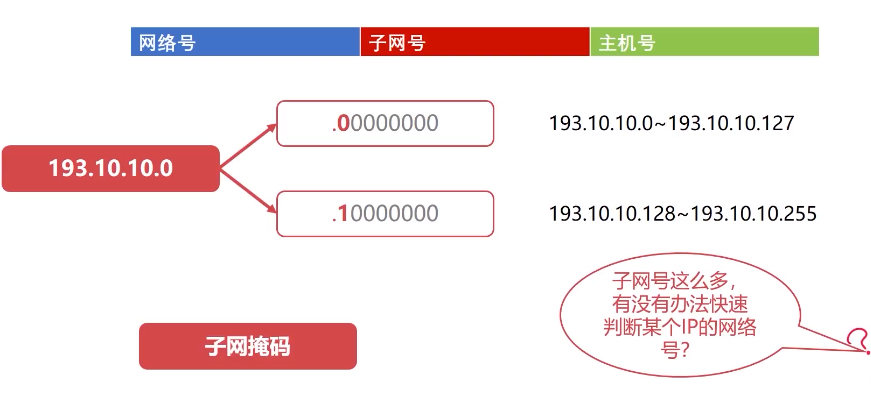 网络号 子网号 主机号
.00000000 193.10.10.0~193.10.10.127
193.10.10.0
.10000000 193.10.10.128~193.10.10.255
子网号这么多，
有没有办法快速
判断某个IP的网络
号？
子网掩码